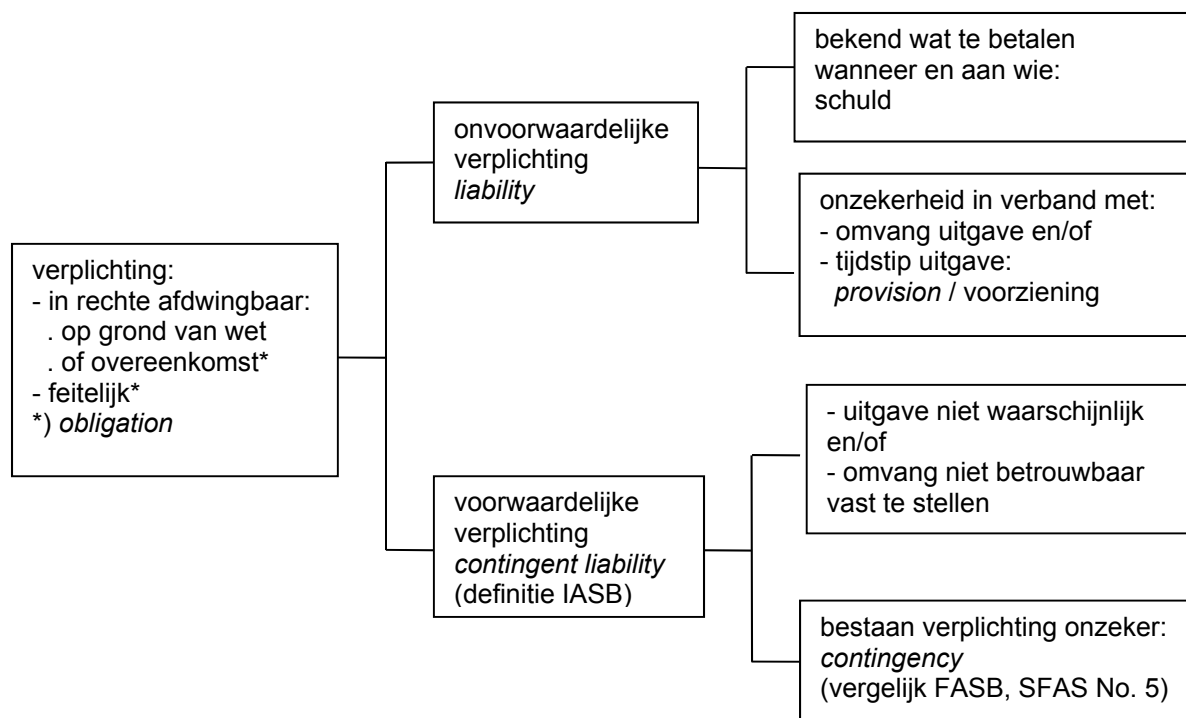 verplichting:
- in rechte afdwingbaar:
. op grond van wet
. of overeenkomst*
- feitelijk*
*) obligation
onvoorwaardelijke
verplichting
liability
bekend wat te betalen
wanneer en aan wie:
schuld
onzekerheid in verband met:
- omvang uitgave en/of
- tijdstip uitgave:
provision / voorziening
voorwaardelijke
verplichting
contingent liability
(definitie IASB)
- uitgave niet waarschijnlijk
en/of
- omvang niet betrouwbaar
vast te stellen
bestaan verplichting onzeker:
contingency
(vergelijk FASB, SFAS No. 5)